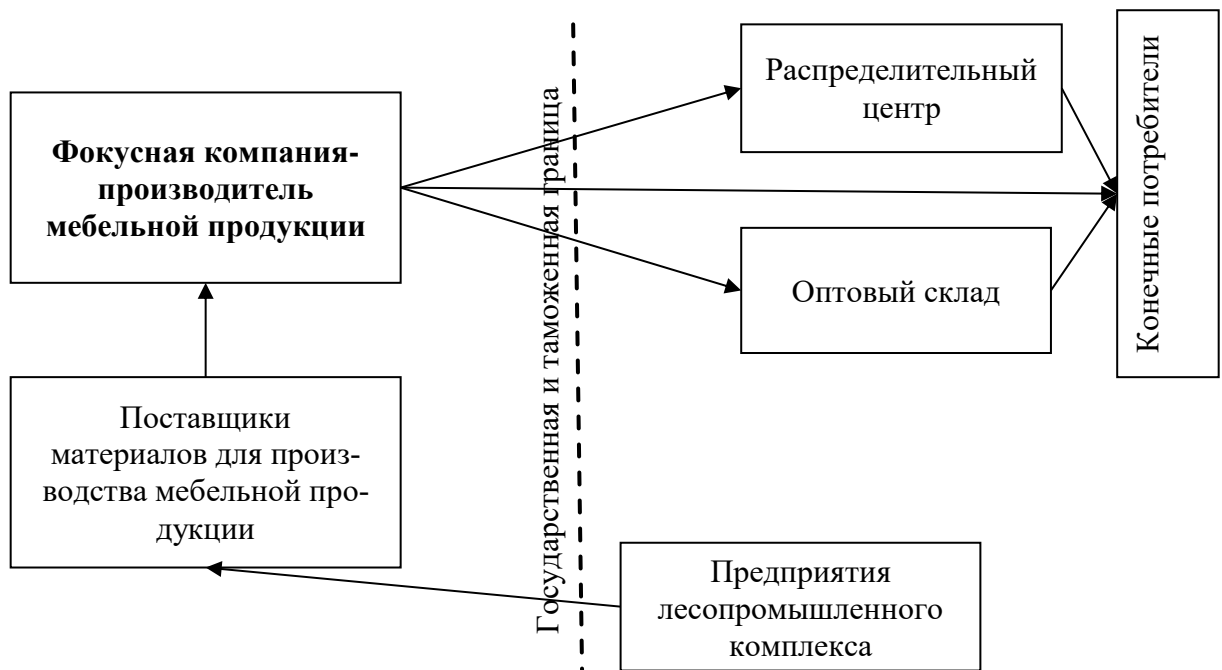 Фокусная компания-
производитель
мебельной продукции
Поставщики
материалов для произ-
водства мебельной про-
дукции
Государственная и таможенная граница
Распределительный
центр
Оптовый склад
Предприятия
лесопромышленного
комплекса
Конечные потребители